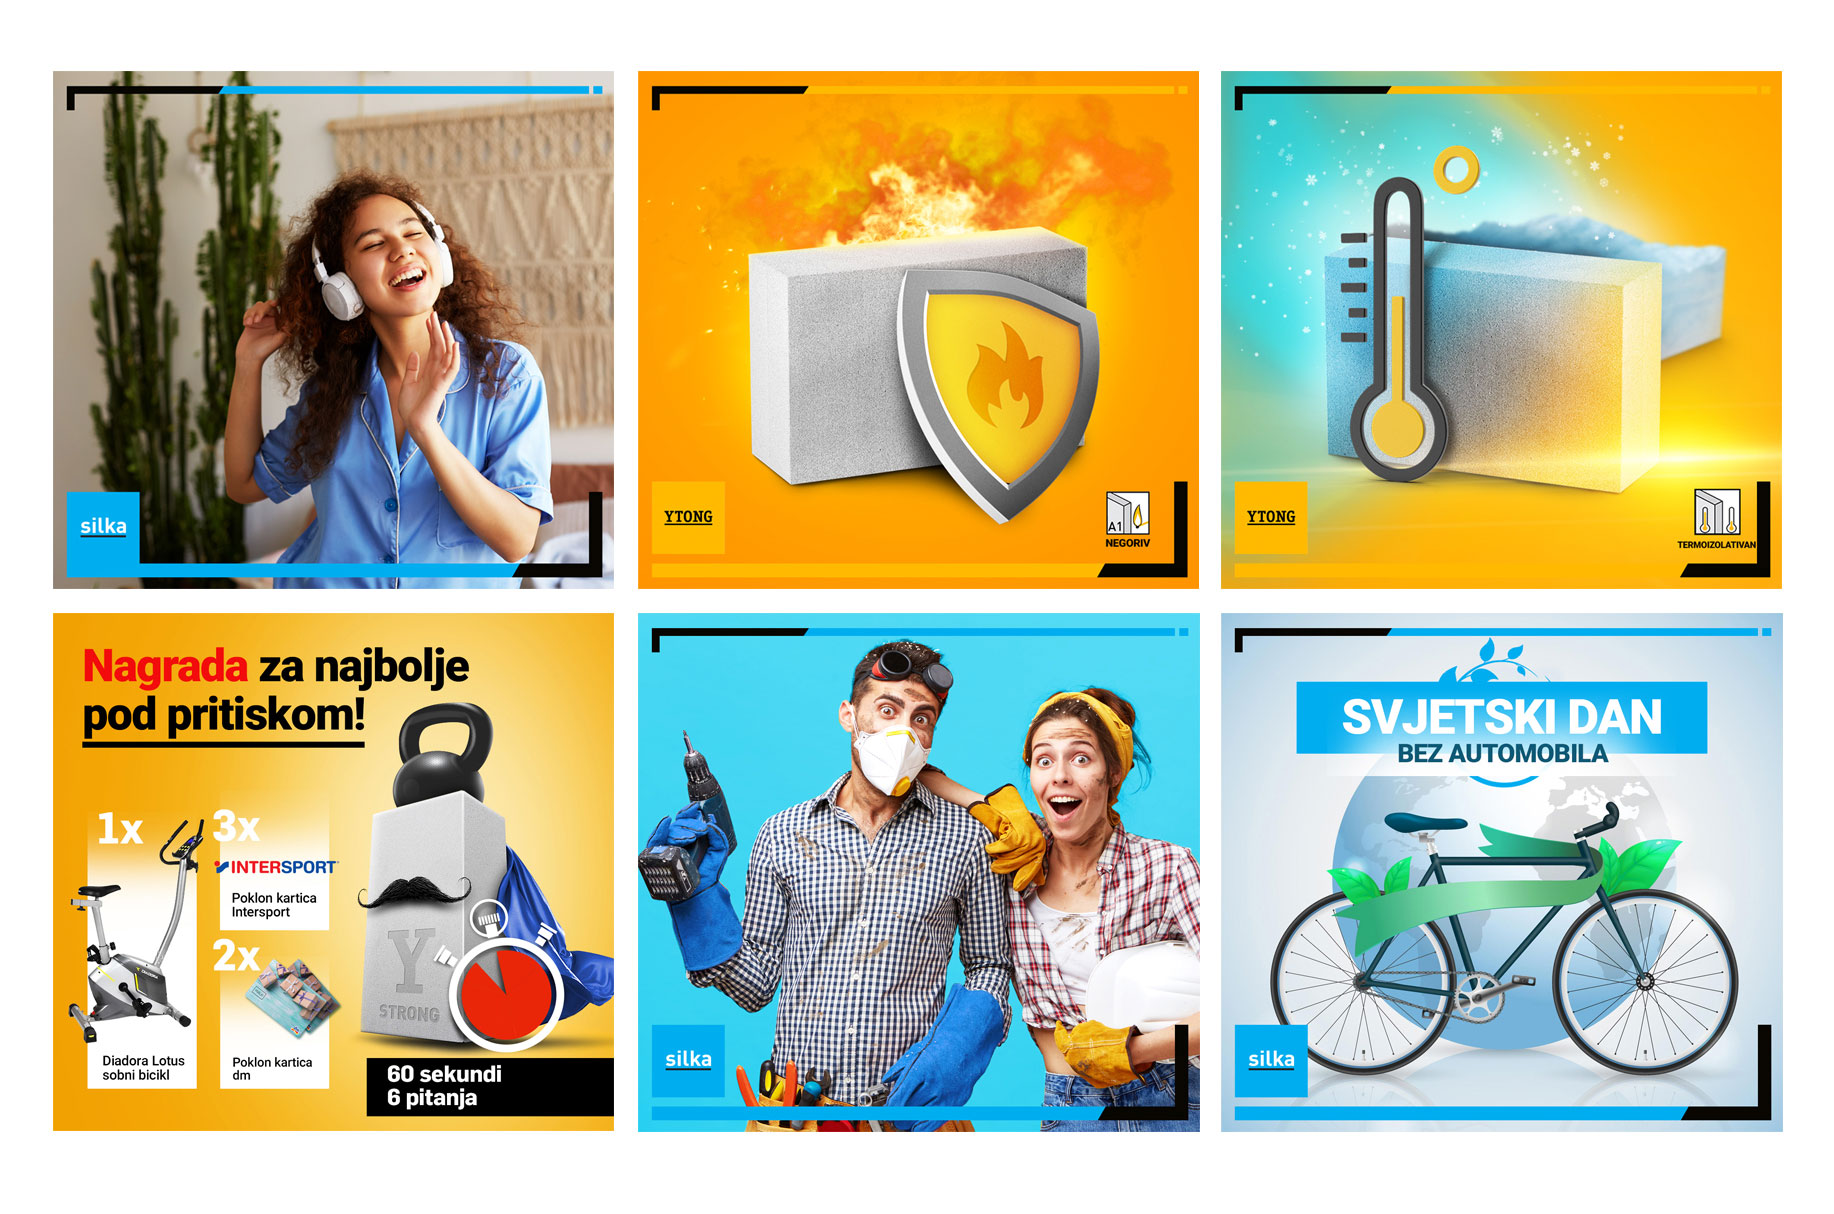 silka
YTONG
A1
NEGORIV
YTONG
TERMOIZOLATIVAN
Nagrada za najbolje
pod pritiskom!
1x
Diadora Lotus
sobni bicikl
3x
INTERSPORT
Poklon kartica
Intersport
2x
Poklon kartica
dm
Y
STRONG
60 sekundi
6 pitanja
silka
SVJETSKI DAN
BEZ AUTOMOBILA
silka